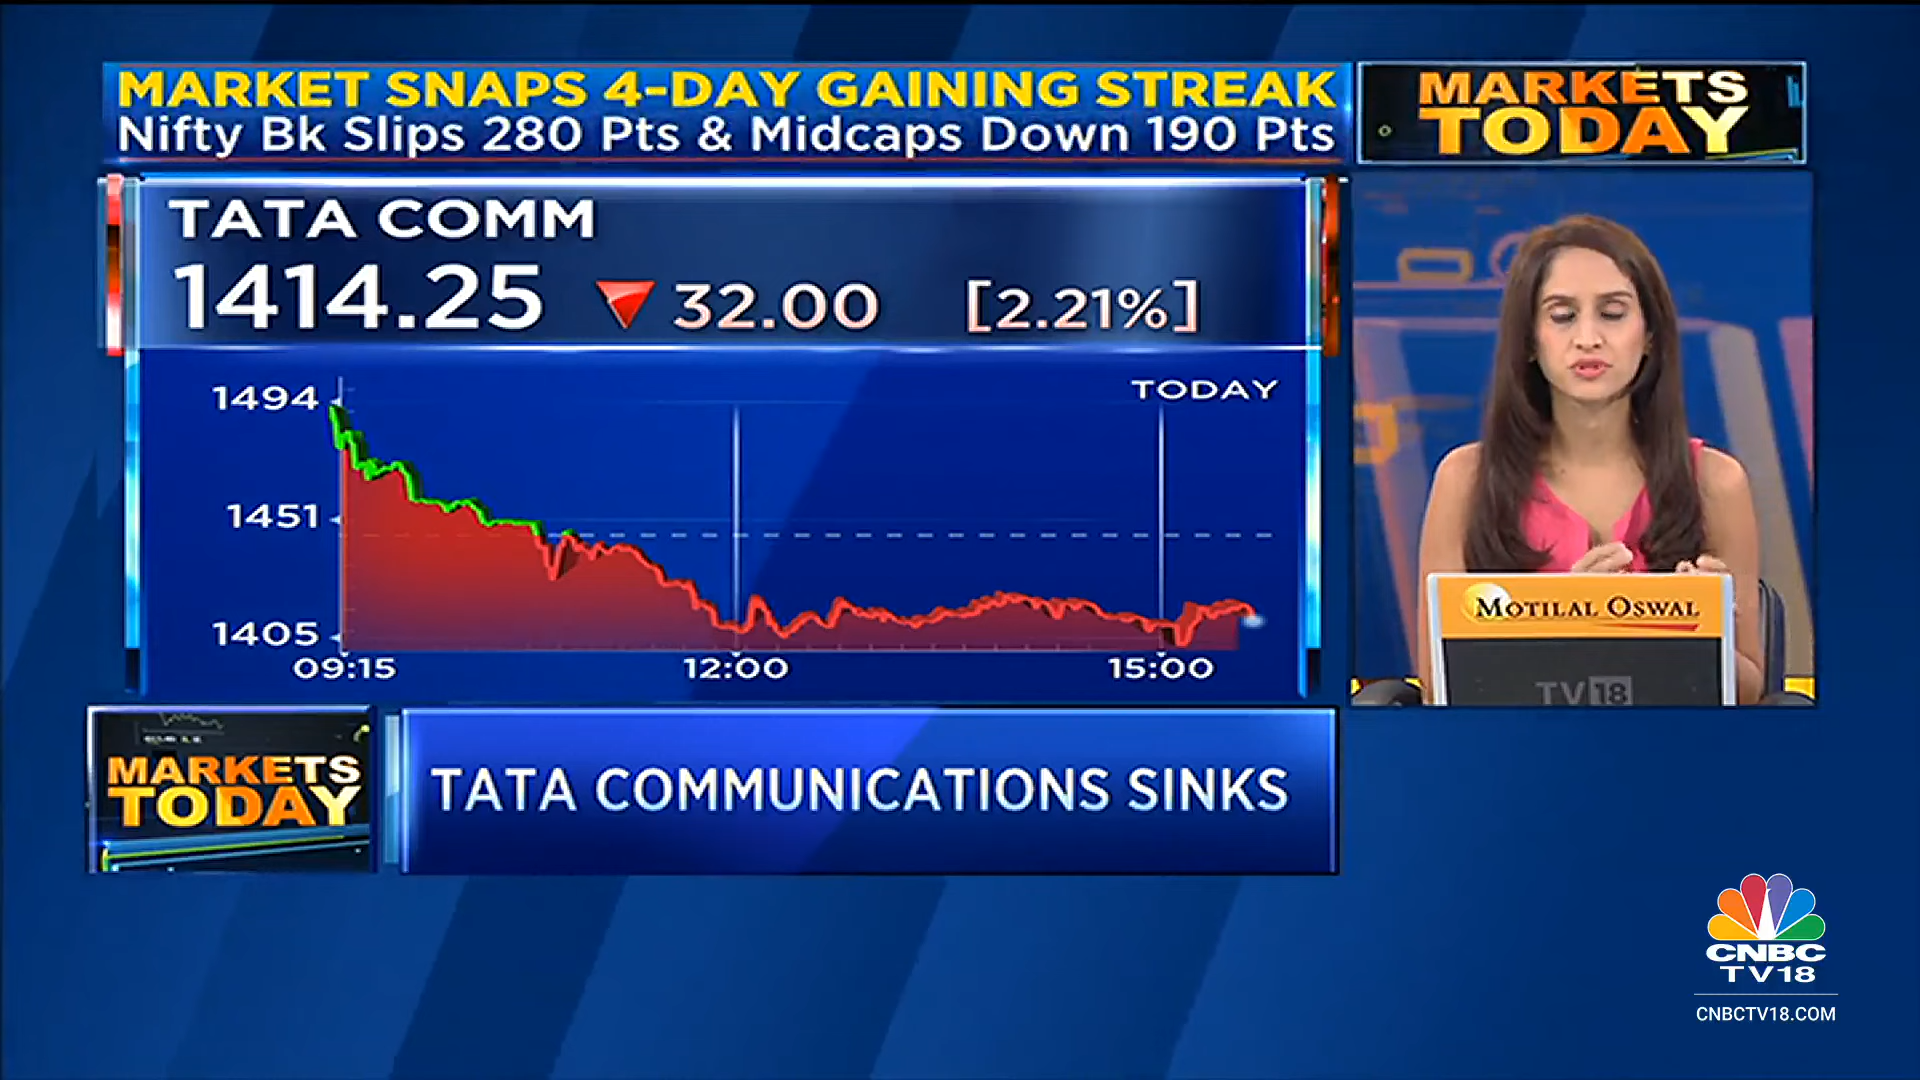 MARKET SNAPS 4-DAY GAINING STREAK
Nifty Bk Slips 280 Pts & Midcaps Down 190 Pts
MARKETS
TODAY
TATA COMM
1414.25 ▼ 32.00 [2.21%]
TODAY
1494
1451
1405
09:15 12:00 15:00
MOTILAL OSWAL
TV18
MARKETS
TODAY
TATA COMMUNICATIONS SINKS
CNBC
TV18
CNBCTV18.COM